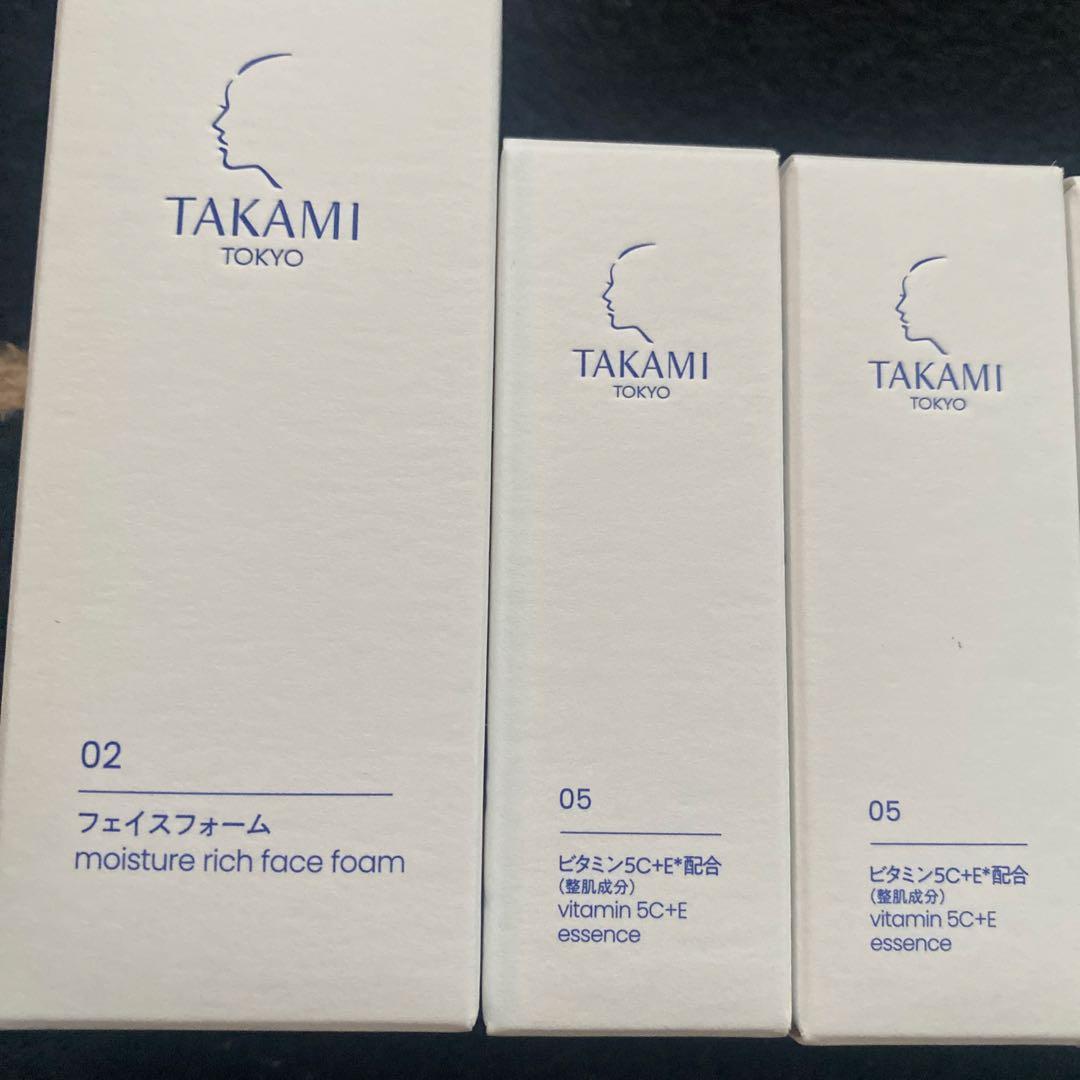 TAKAMI
TOKYO
02
フェイスフォーム
moisture rich face foam
TAKAMI
TOKYO
05
ビタミン5C+E*配合
(整肌成分)
vitamin 5C+E
essence
TAKAMI
TOKYO
05
ビタミン5C+E*配合
(整肌成分)
vitamin 5C+E
essence